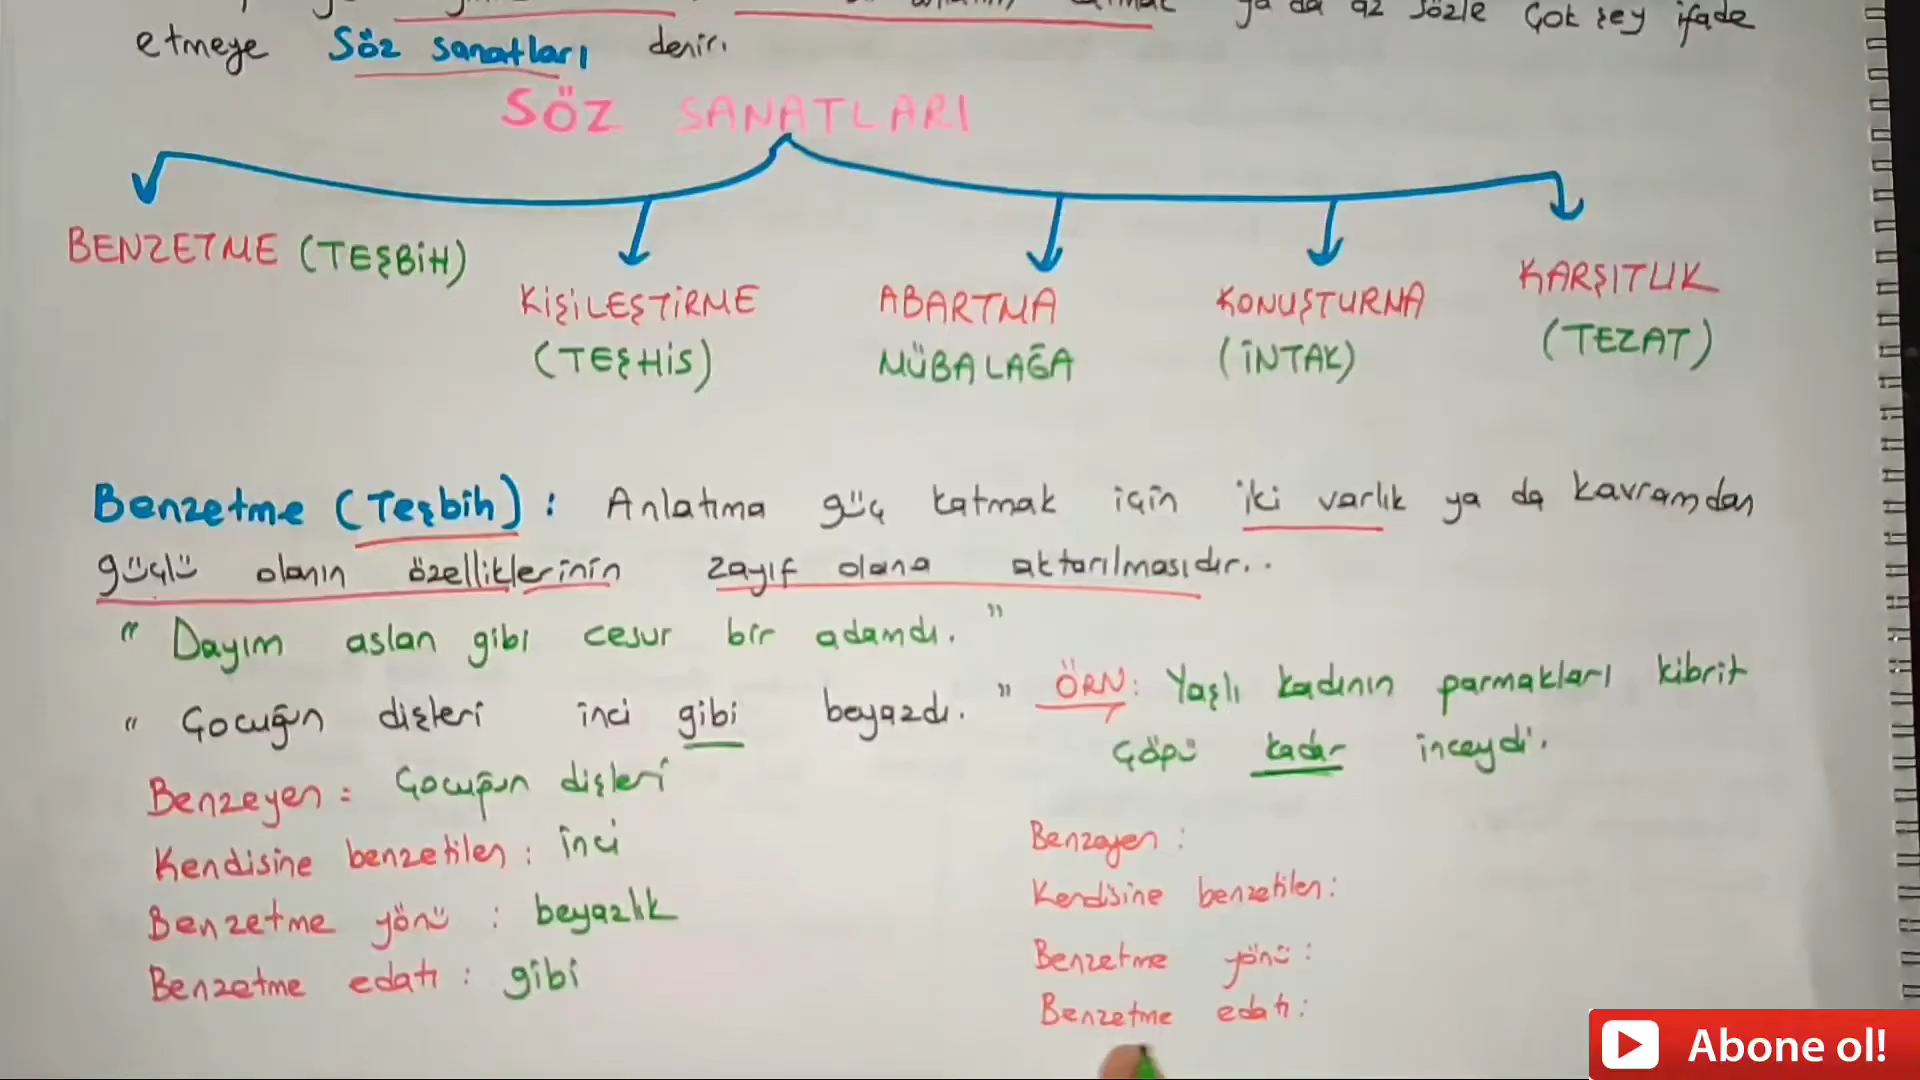 ya da az sözle çok şey ifade
etmeye Söz sanatları denir.
SÖZ SANATLARI
BENZETME (TEŞBİH)
KİŞİLEŞTİRME
(TEŞHİS)
ABARTMA
MÜBALAĞA
KONUŞTURMA
(İNTAK)
KARŞITLIK
(TEZAT)
Benzetme (Teşbih) : Anlatıma güç katmak için iki varlık ya da kavramdan
güçlü olanın özelliklerinin zayıf olana aktarılmasıdır..
" Dayım aslan gibi cesur bir adamdı. "
" Çocuğun dişleri inci gibi beyazdı. "
Benzeyen : Çocuğun dişleri
Kendisine benzetilen : inci
Benzetme yönü : beyazlık
Benzetme edatı : gibi
ÖRN: Yaşlı kadının parmakları kibrit
çöpü kadar inceydi.
Benzeyen :
Kendisine benzetilen:
Benzetme yönü :
Benzetme edatı :
Abone ol!